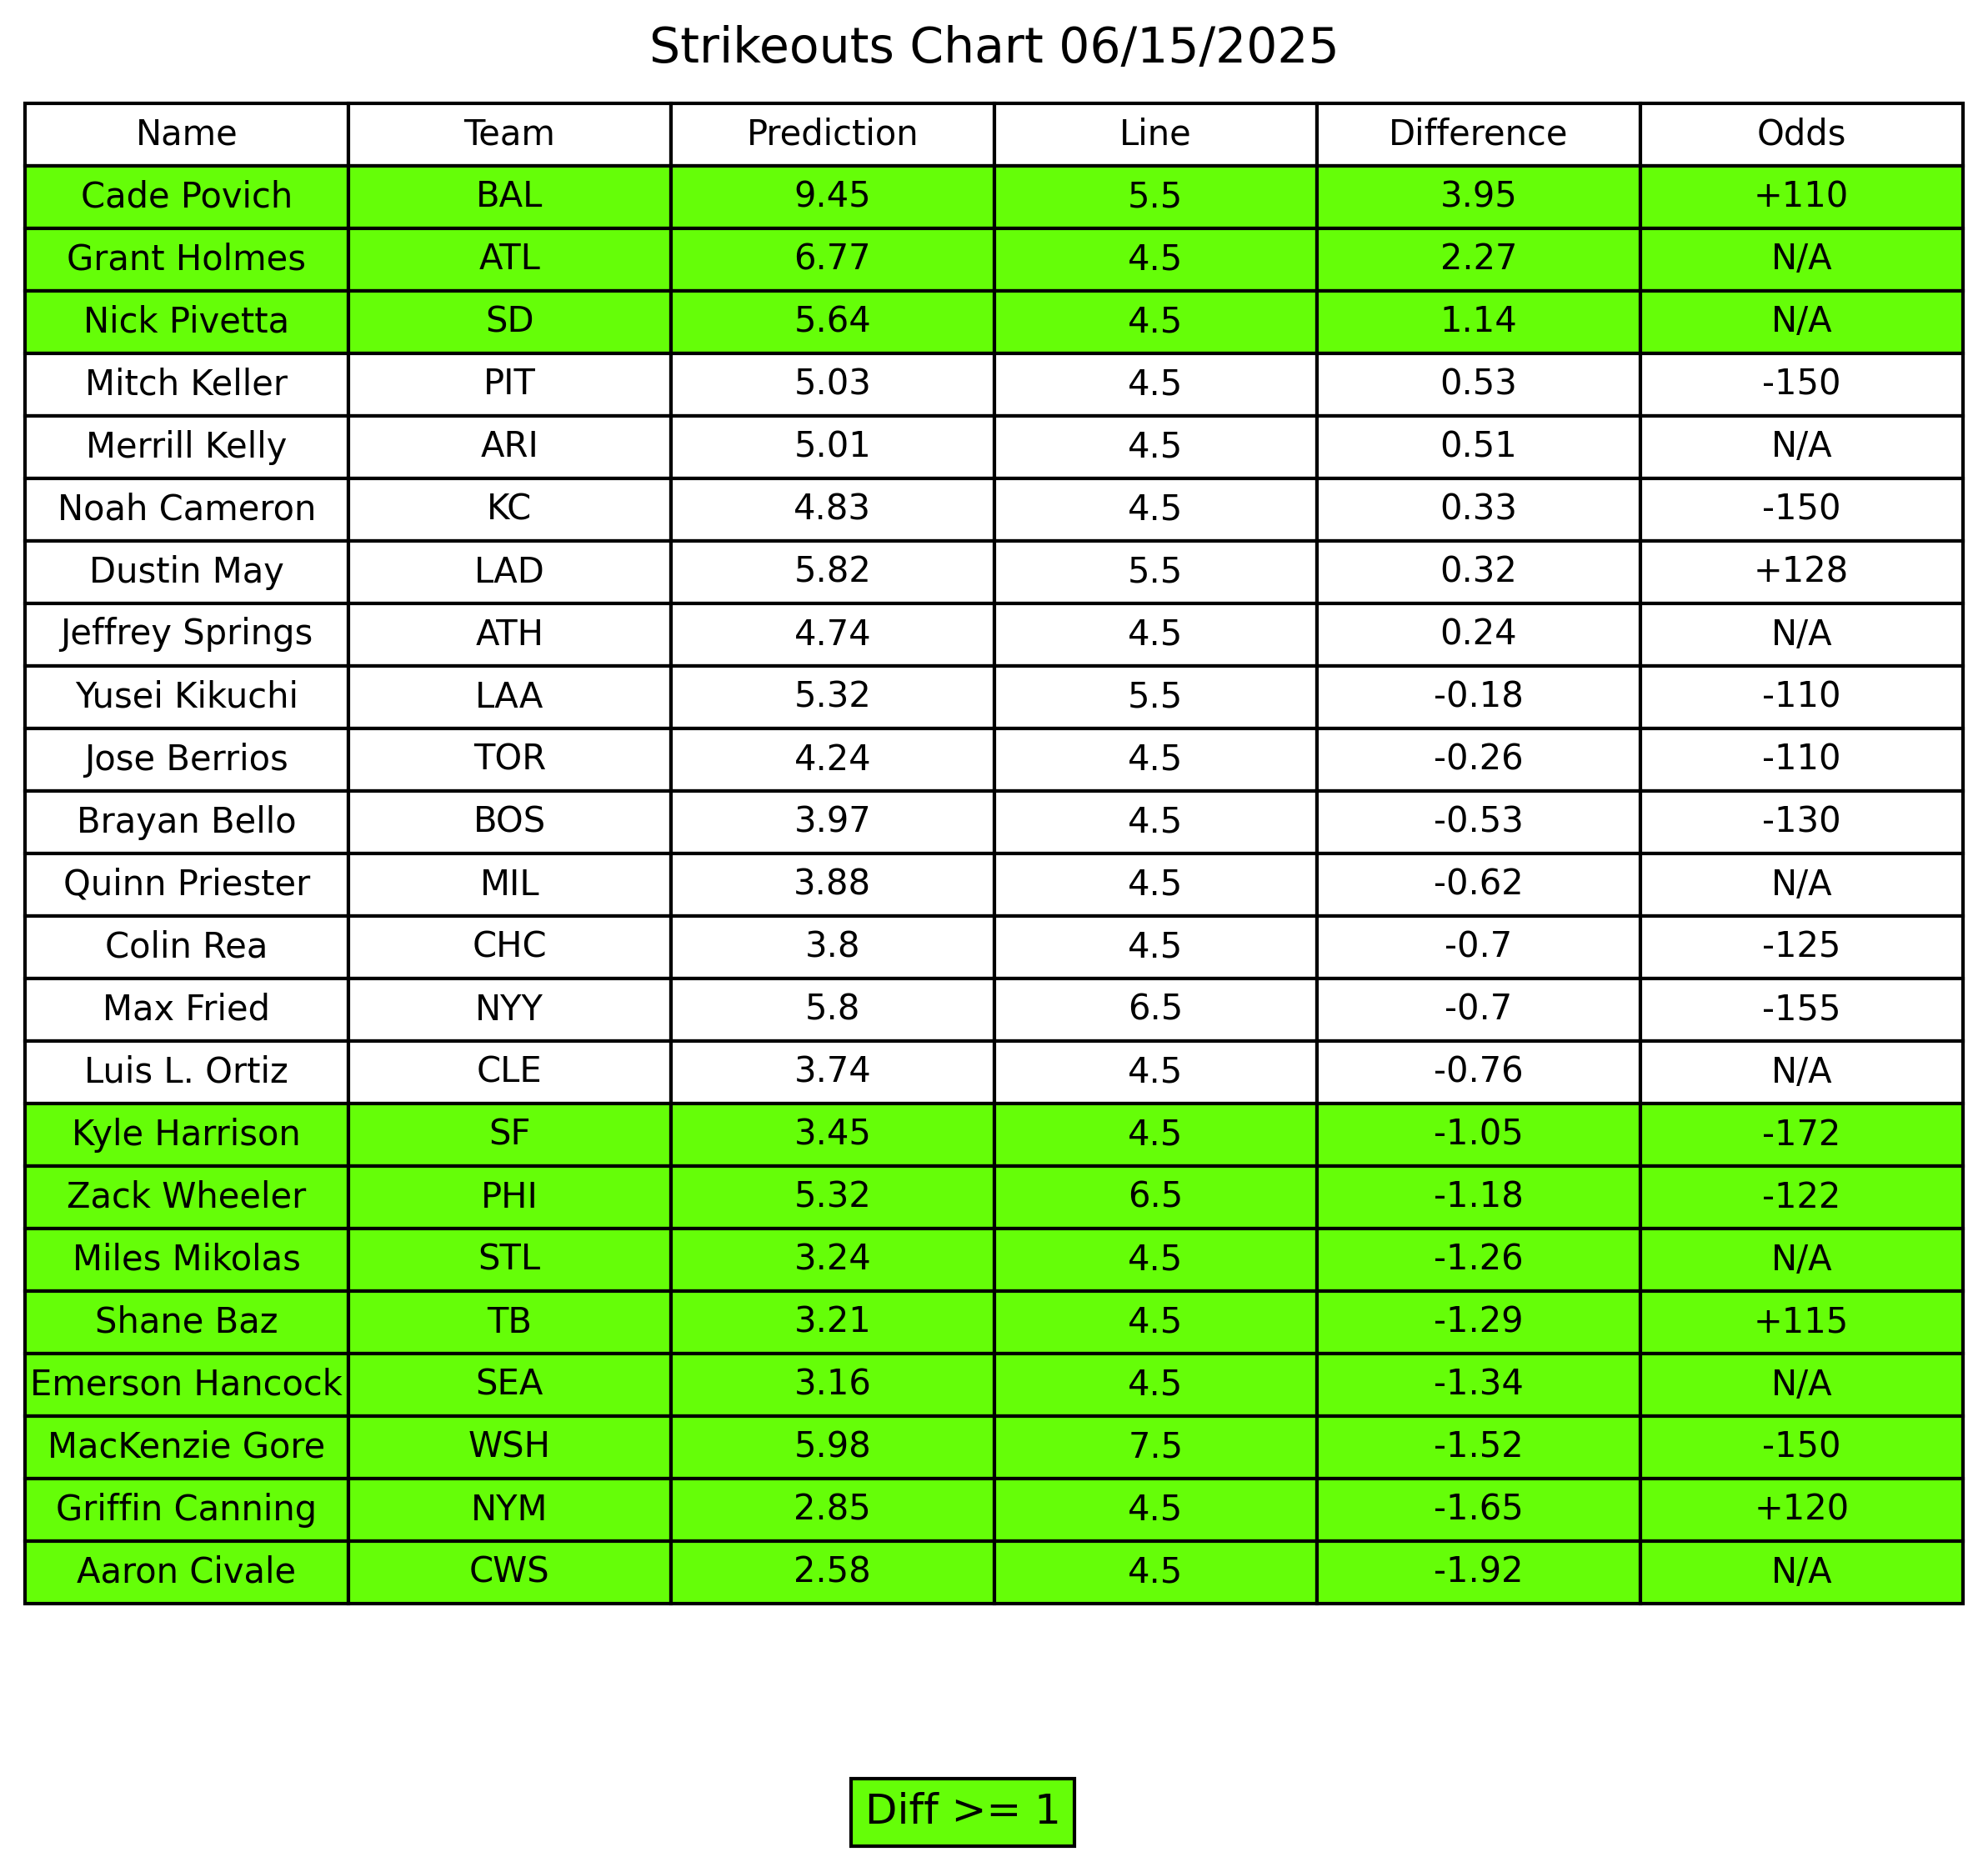 Strikeouts Chart 06/15/2025
Name Team Prediction Line Difference Odds
Cade Povich BAL 9.45 5.5 3.95 +110
Grant Holmes ATL 6.77 4.5 2.27 N/A
Nick Pivetta SD 5.64 4.5 1.14 N/A
Mitch Keller PIT 5.03 4.5 0.53 -150
Merrill Kelly ARI 5.01 4.5 0.51 N/A
Noah Cameron KC 4.83 4.5 0.33 -150
Dustin May LAD 5.82 5.5 0.32 +128
Jeffrey Springs ATH 4.74 4.5 0.24 N/A
Yusei Kikuchi LAA 5.32 5.5 -0.18 -110
Jose Berrios TOR 4.24 4.5 -0.26 -110
Brayan Bello BOS 3.97 4.5 -0.53 -130
Quinn Priester MIL 3.88 4.5 -0.62 N/A
Colin Rea CHC 3.8 4.5 -0.7 -125
Max Fried NYY 5.8 6.5 -0.7 -155
Luis L. Ortiz CLE 3.74 4.5 -0.76 N/A
Kyle Harrison SF 3.45 4.5 -1.05 -172
Zack Wheeler PHI 5.32 6.5 -1.18 -122
Miles Mikolas STL 3.24 4.5 -1.26 N/A
Shane Baz TB 3.21 4.5 -1.29 +115
Emerson Hancock SEA 3.16 4.5 -1.34 N/A
MacKenzie Gore WSH 5.98 7.5 -1.52 -150
Griffin Canning NYM 2.85 4.5 -1.65 +120
Aaron Civale CWS 2.58 4.5 -1.92 N/A
Diff >= 1